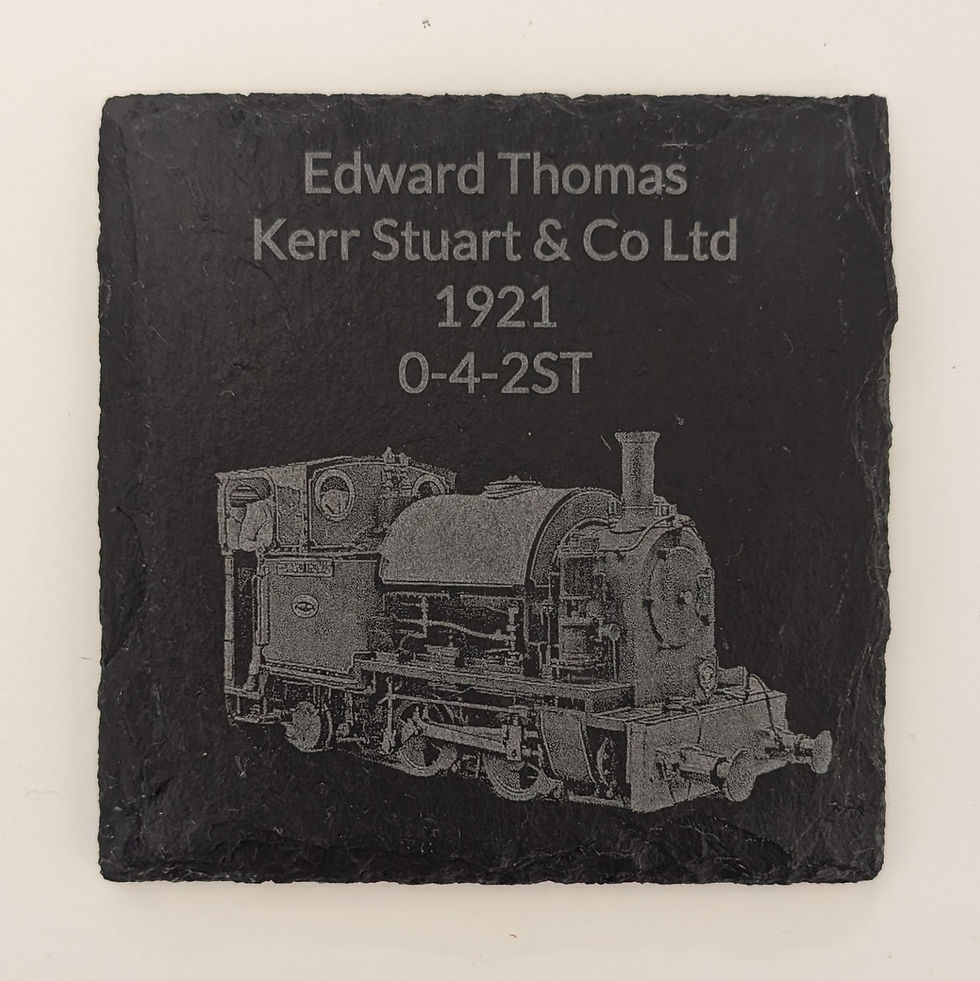 Edward Thomas
Kerr Stuart & Co Ltd
1921
0-4-2ST